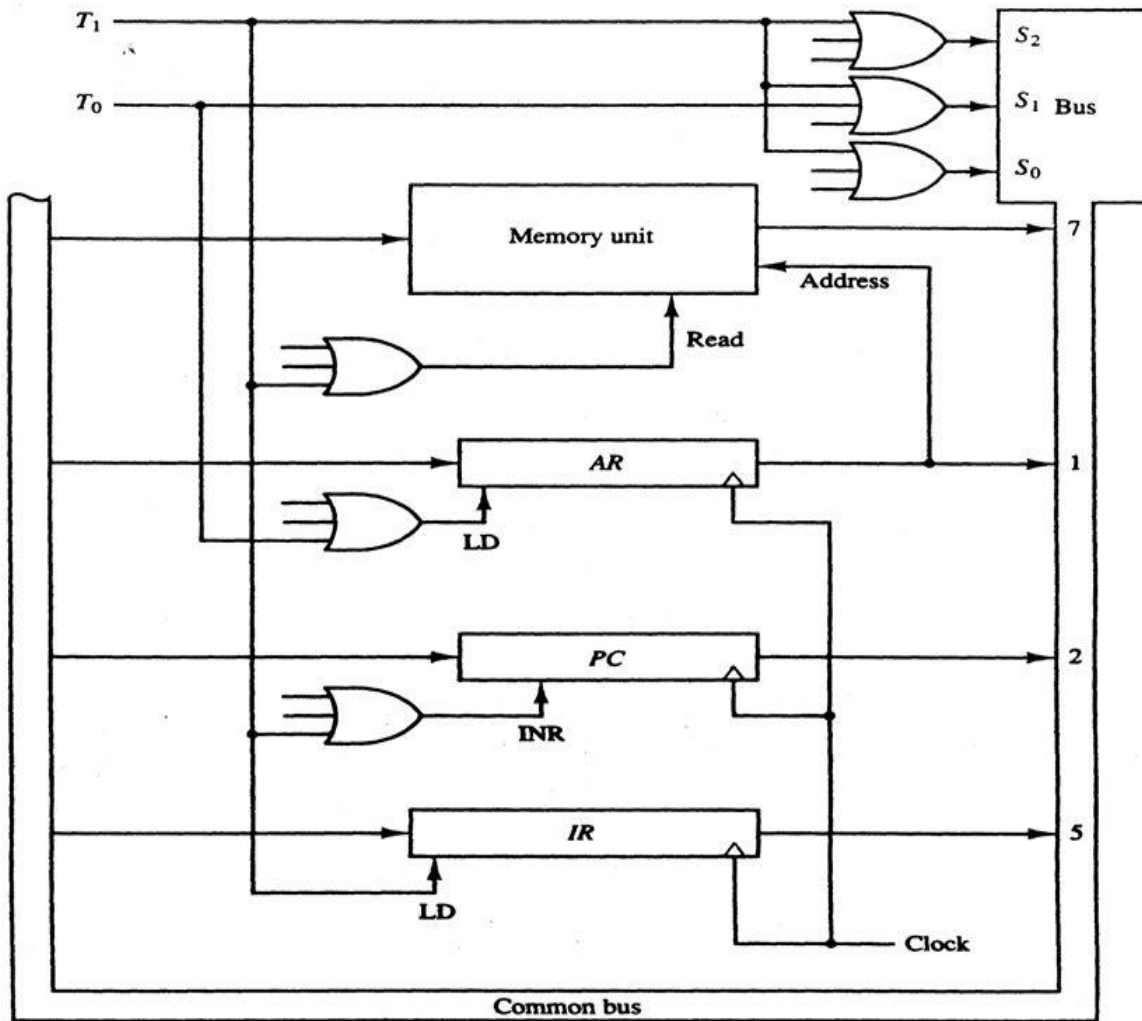 T1
S2
T0
S1 Bus
S0
Memory unit
7
Address
Read
AR
1
LD
PC
2
INR
IR
5
LD
Clock
Common bus